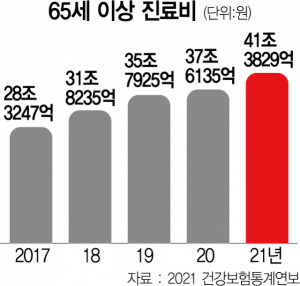 65세 이상 진료비 (단위:원)
28조
3247억
31조
8235억
35조
7925억
37조
6135억
41조
3829억
2017 18 19 20 21년
자료 : 2021 건강보험통계연보